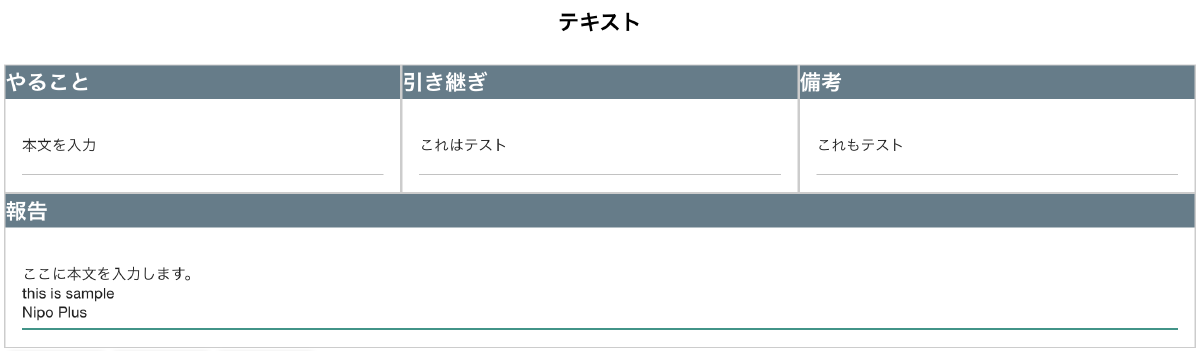 テキスト
やること
引き継ぎ
備考
本文を入力
これはテスト
これもテスト
報告
ここに本文を入力します。
this is sample
Nipo Plus